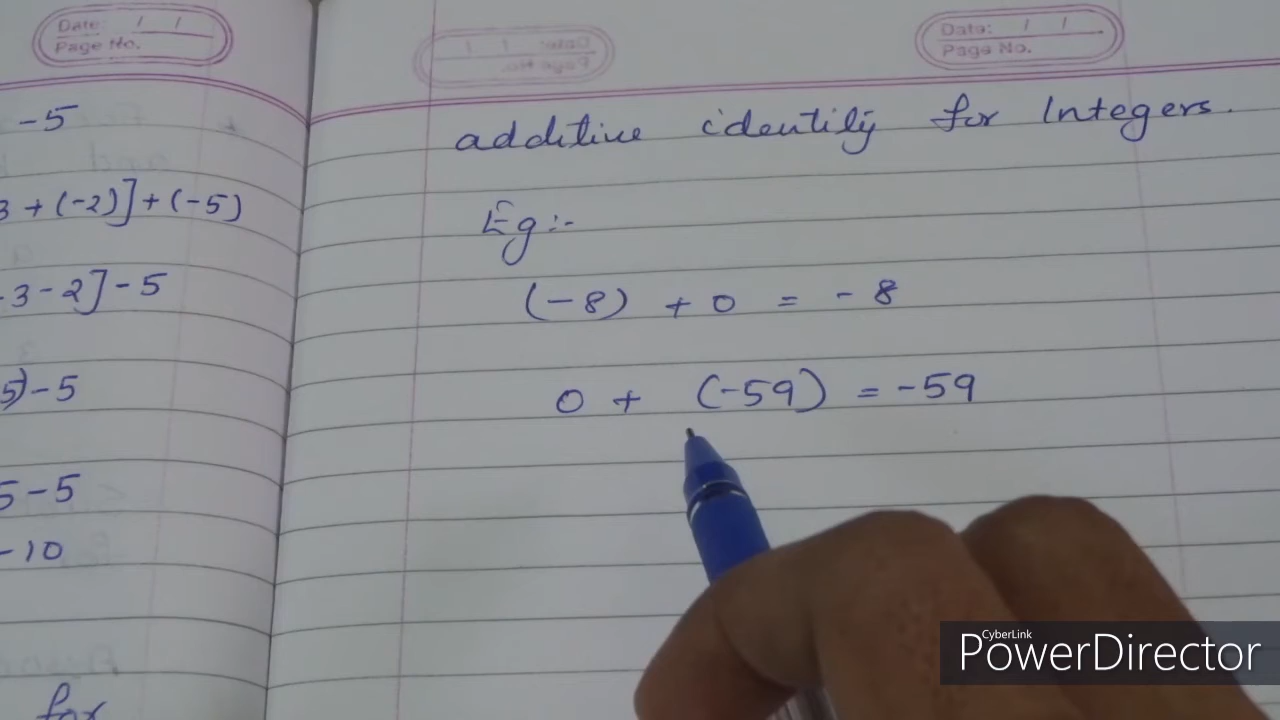 Date: / /
Page No.
-5
3 + (-2)] + (-5)
-3-2]-5
5)-5
5-5
-10
for
Date: / /
Page No.
additive identity for Integers.
Eg:-
(-8) + 0 = -8
0 + (-59) = -59
CyberLink
PowerDirector